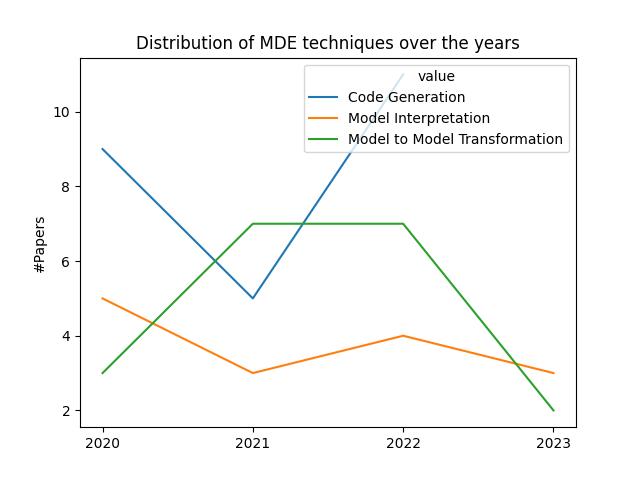 Distribution of MDE techniques over the years
value
Code Generation
Model Interpretation
Model to Model Transformation
#Papers
10
8
6
4
2
2020 2021 2022 2023